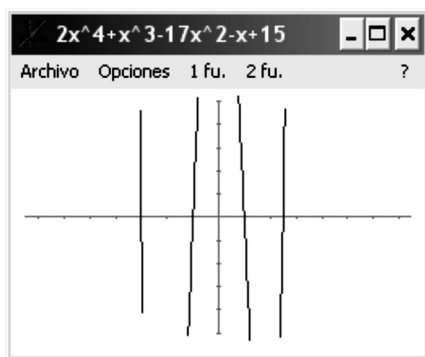 2x^4+x^3-17x^2-x+15
Archivo Opciones 1 fu. 2 fu. ?